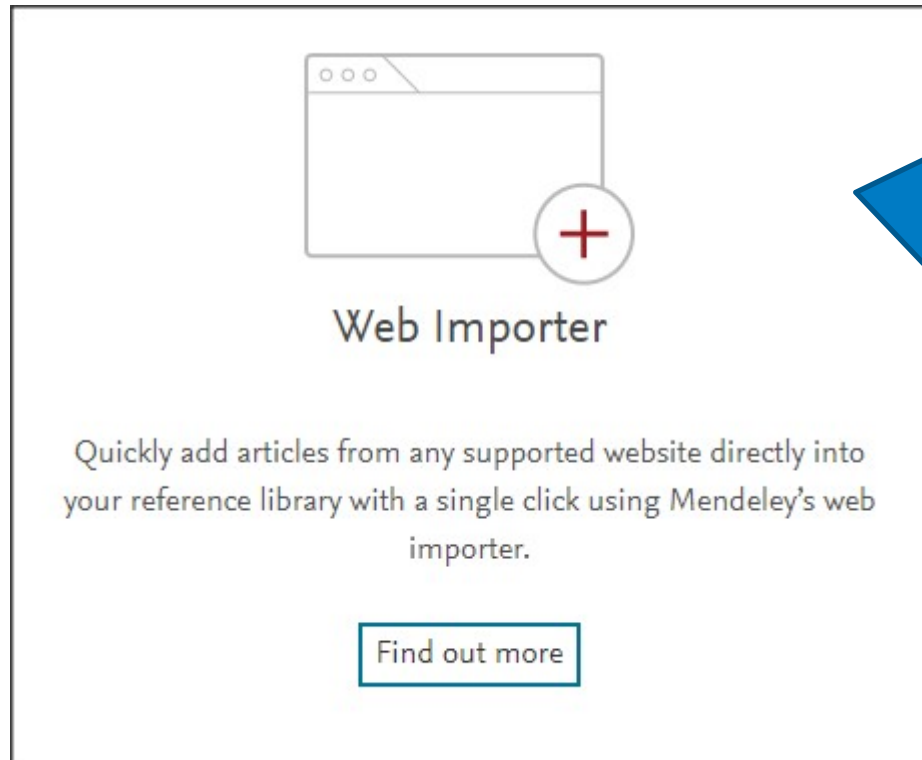 Web Importer
Quickly add articles from any supported website directly into
your reference library with a single click using Mendeley’s web
importer.
Find out more